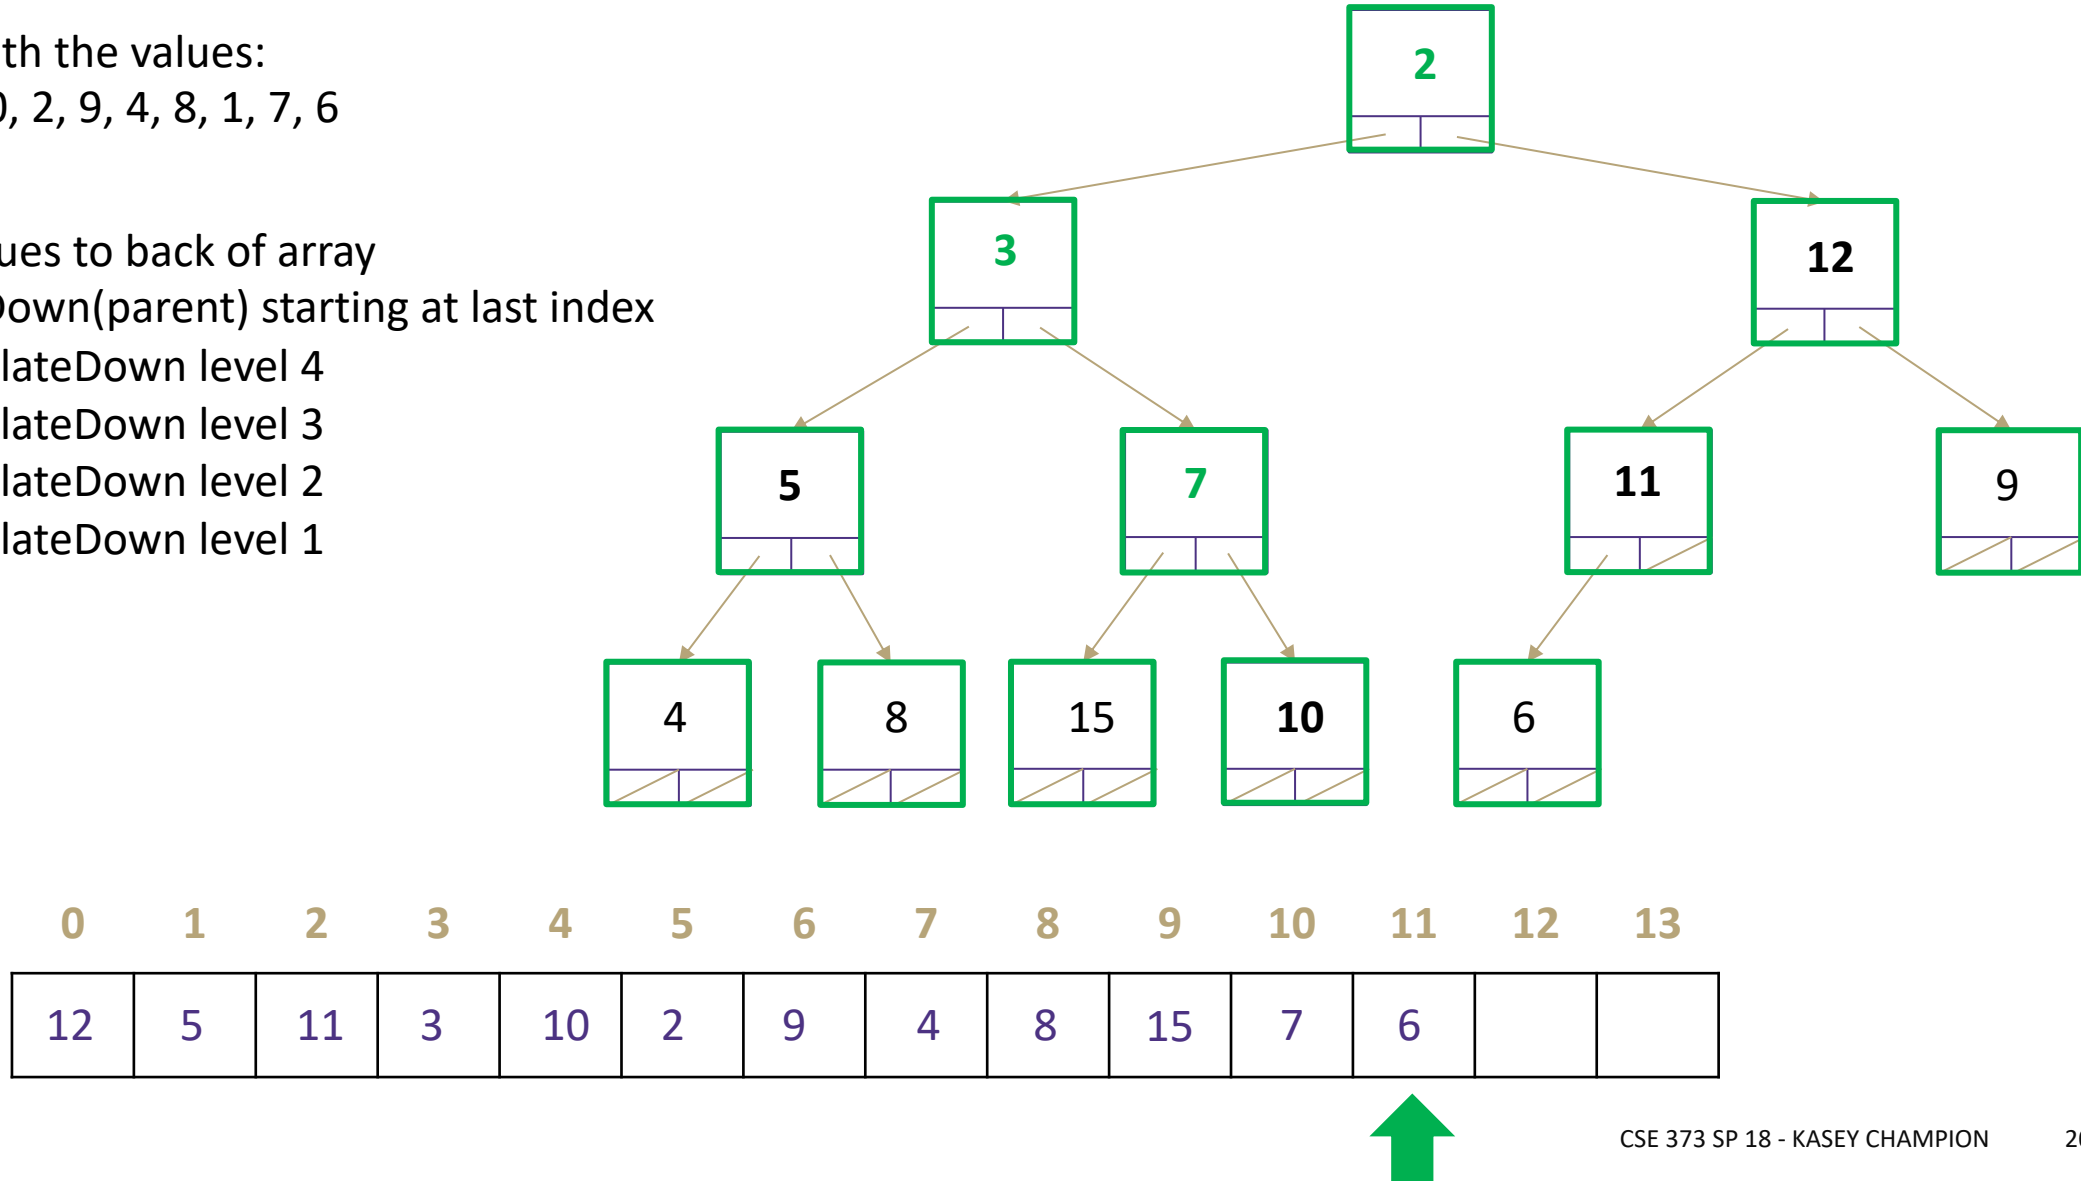 th the values:
0, 2, 9, 4, 8, 1, 7, 6
ues to back of array
Down(parent) starting at last index
lateDown level 4
lateDown level 3
lateDown level 2
lateDown level 1
2
3 12
5 7 11 9
4 8 15 10 6
0 1 2 3 4 5 6 7 8 9 10 11 12 13
12 5 11 3 10 2 9 4 8 15 7 6
CSE 373 SP 18 - KASEY CHAMPION